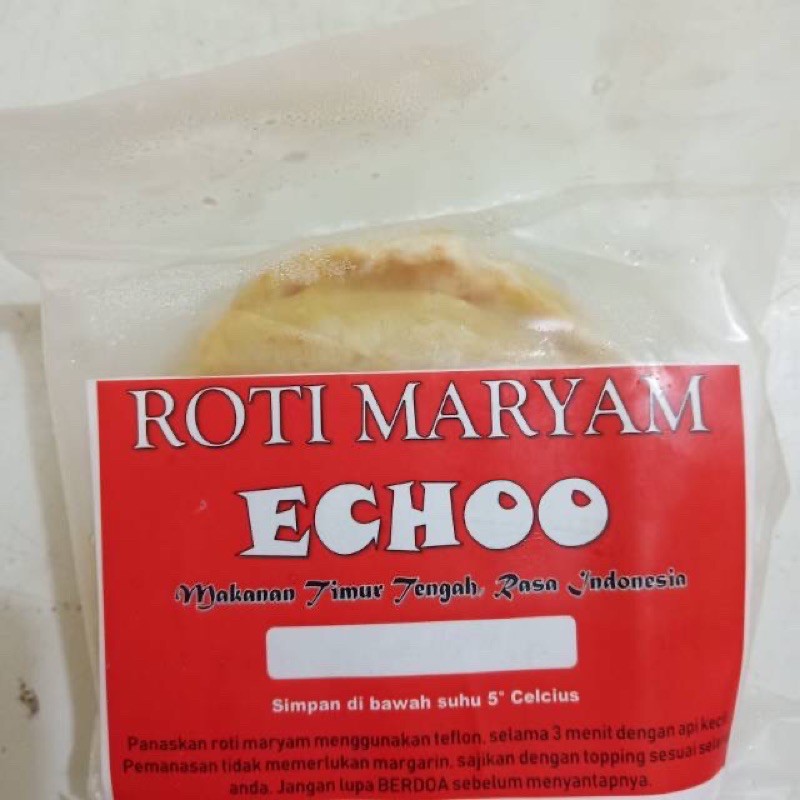 ROTI MARYAM
ECHOO
Makanan Timur Tengah, Rasa Indonesia
Simpan di bawah suhu 5° Celcius
Panaskan roti maryam menggunakan teflon, selama 3 menit dengan api kecil.
Pemanasan tidak memerlukan margarin, sajikan dengan topping sesuai
anda. Jangan lupa BERDOA sebelum menyantapnya.